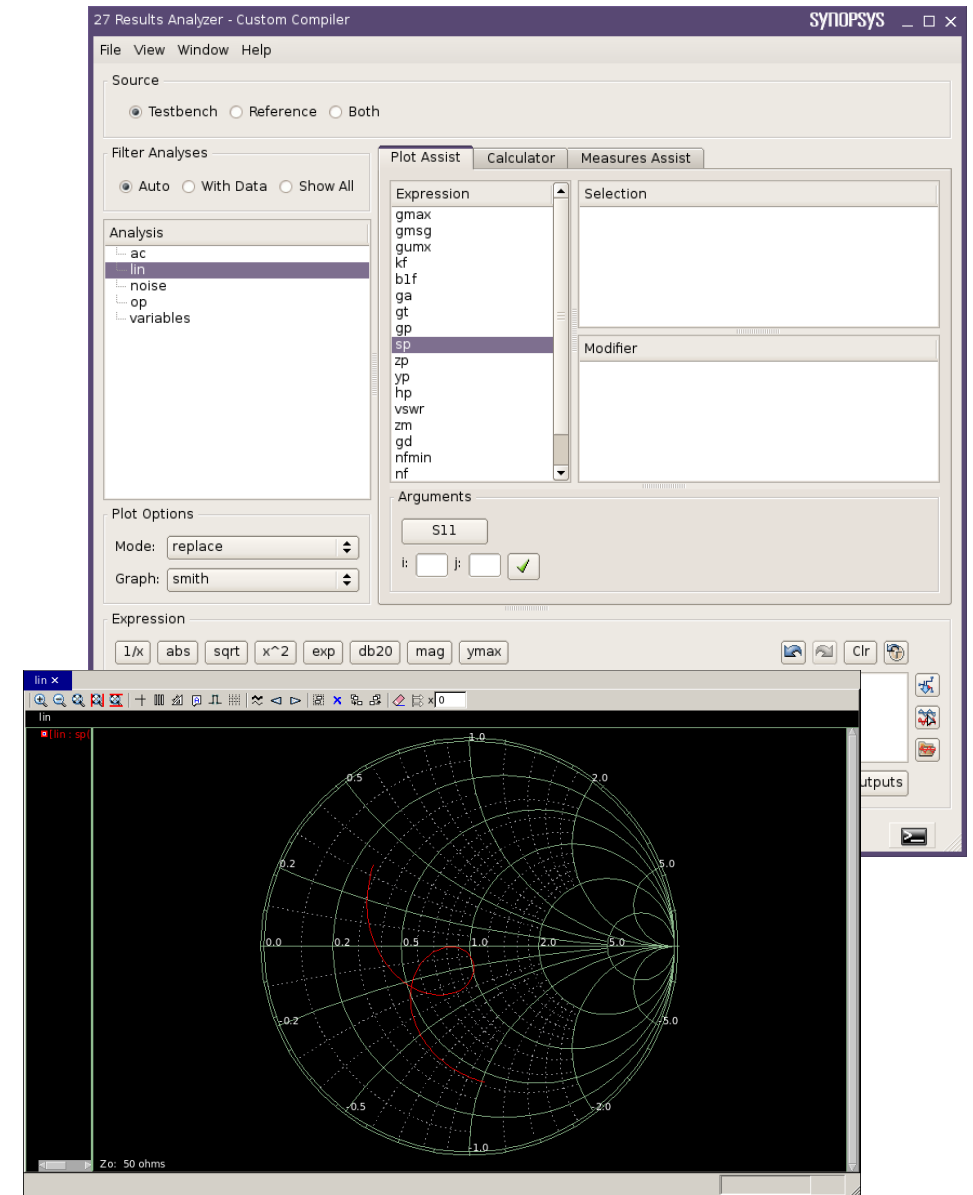 27 Results Analyzer - Custom Compiler
SYNOPSYS
File View Window Help
Source
Testbench Reference Both
Filter Analyses
Auto With Data Show All
Analysis
ac
lin
noise
op
variables
Plot Options
Mode: replace
Graph: smith
Plot Assist Calculator Measures Assist
Expression
gmax
gmsg
gumx
kf
b1f
ga
gt
gp
sp
zp
yp
hp
vswr
zm
gd
nfmin
nf
Selection
Modifier
Arguments
S11
i: j:
Expression
1/x abs sqrt x^2 exp db20 mag ymax
Clr
utputs
lin ×
x 0
lin
lin : sp(
1.0
0.5 2.0
0.2 5.0
0.0 0.2 0.5 1.0 2.0 5.0
-0.2 -5.0
-0.5 -2.0
-1.0
Zo: 50 ohms